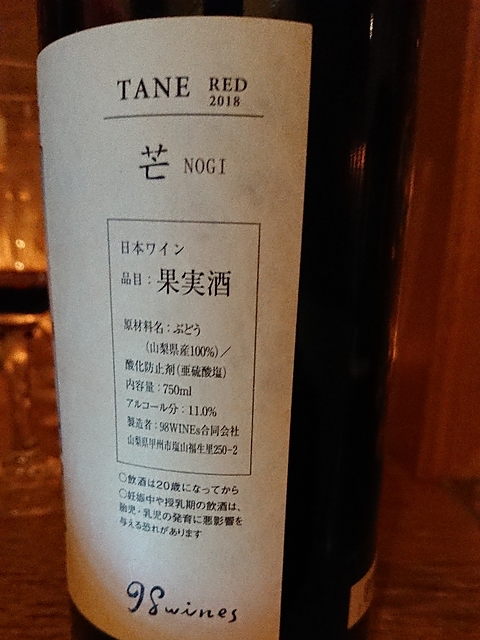 TANE RED
2018
芒 NOGI
日本ワイン
品目：果実酒
原材料名：ぶどう
（山梨県産100%）／
酸化防止剤（亜硫酸塩）
内容量：750ml
アルコール分：11.0%
製造者：98WINEs合同会社
山梨県甲州市塩山福生里250-2
○飲酒は20歳になってから
○妊娠中や授乳期の飲酒は、
胎児・乳児の発育に悪影響を
与える恐れがあります
98wines